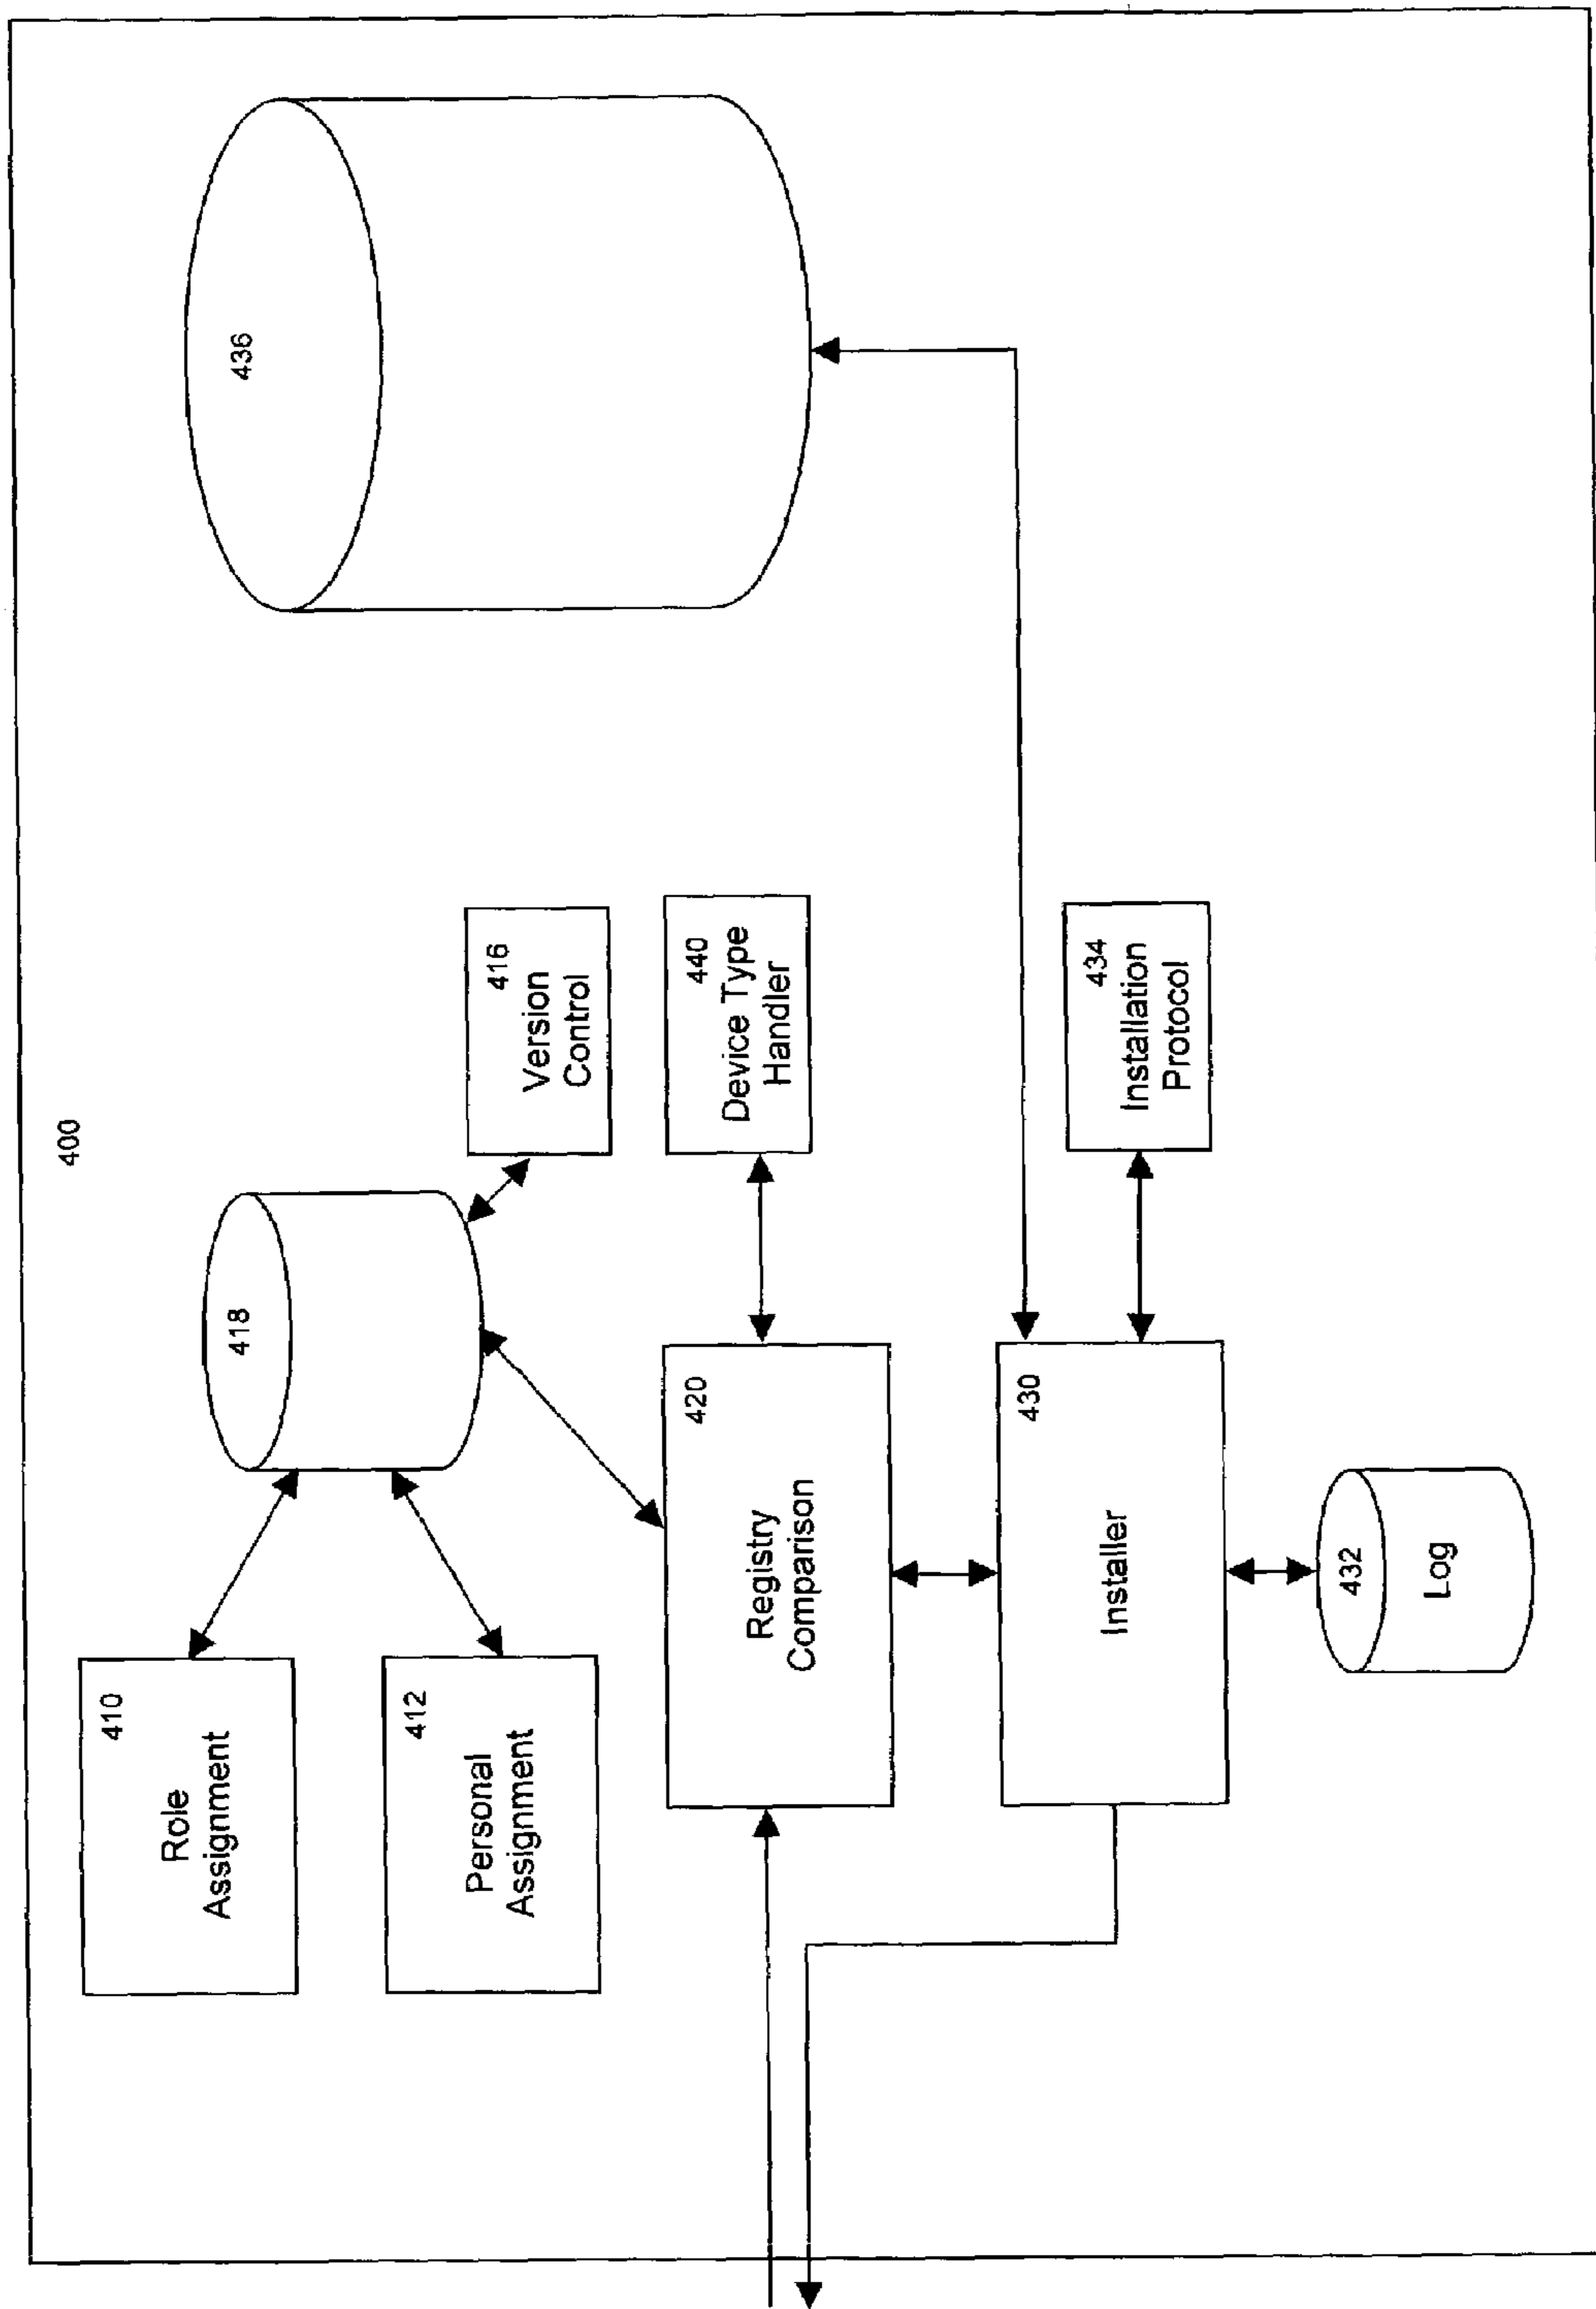 400
410
Role
Assignment
418
436
412
Personal
Assignment
416
Version
Control
420
Registry
Comparison
440
Device Type
Handler
430
Installer
434
Installation
Protocol
432
Log